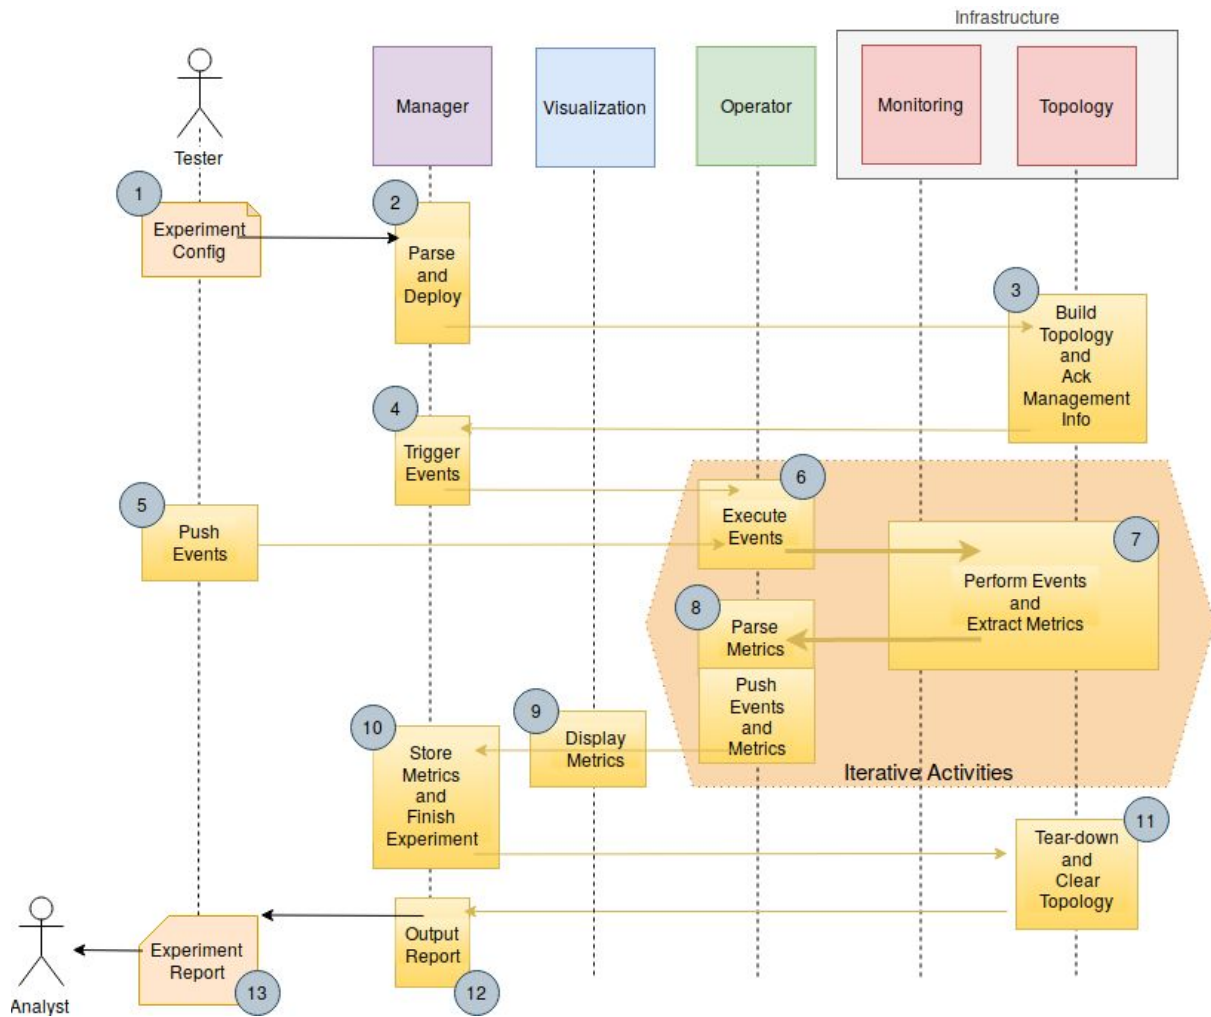 Infrastructure
Manager
Visualization
Operator
Monitoring
Topology
Tester
1
Experiment
Config
2
Parse
and
Deploy
3
Build
Topology
and
Ack
Management
Info
4
Trigger
Events
5
Push
Events
6
Execute
Events
7
Perform Events
and
Extract Metrics
8
Parse
Metrics
Push
Events
and
Metrics
9
Display
Metrics
Iterative Activities
10
Store
Metrics
and
Finish
Experiment
11
Tear-down
and
Clear
Topology
Output
Report
12
Experiment
Report
13
Analyst